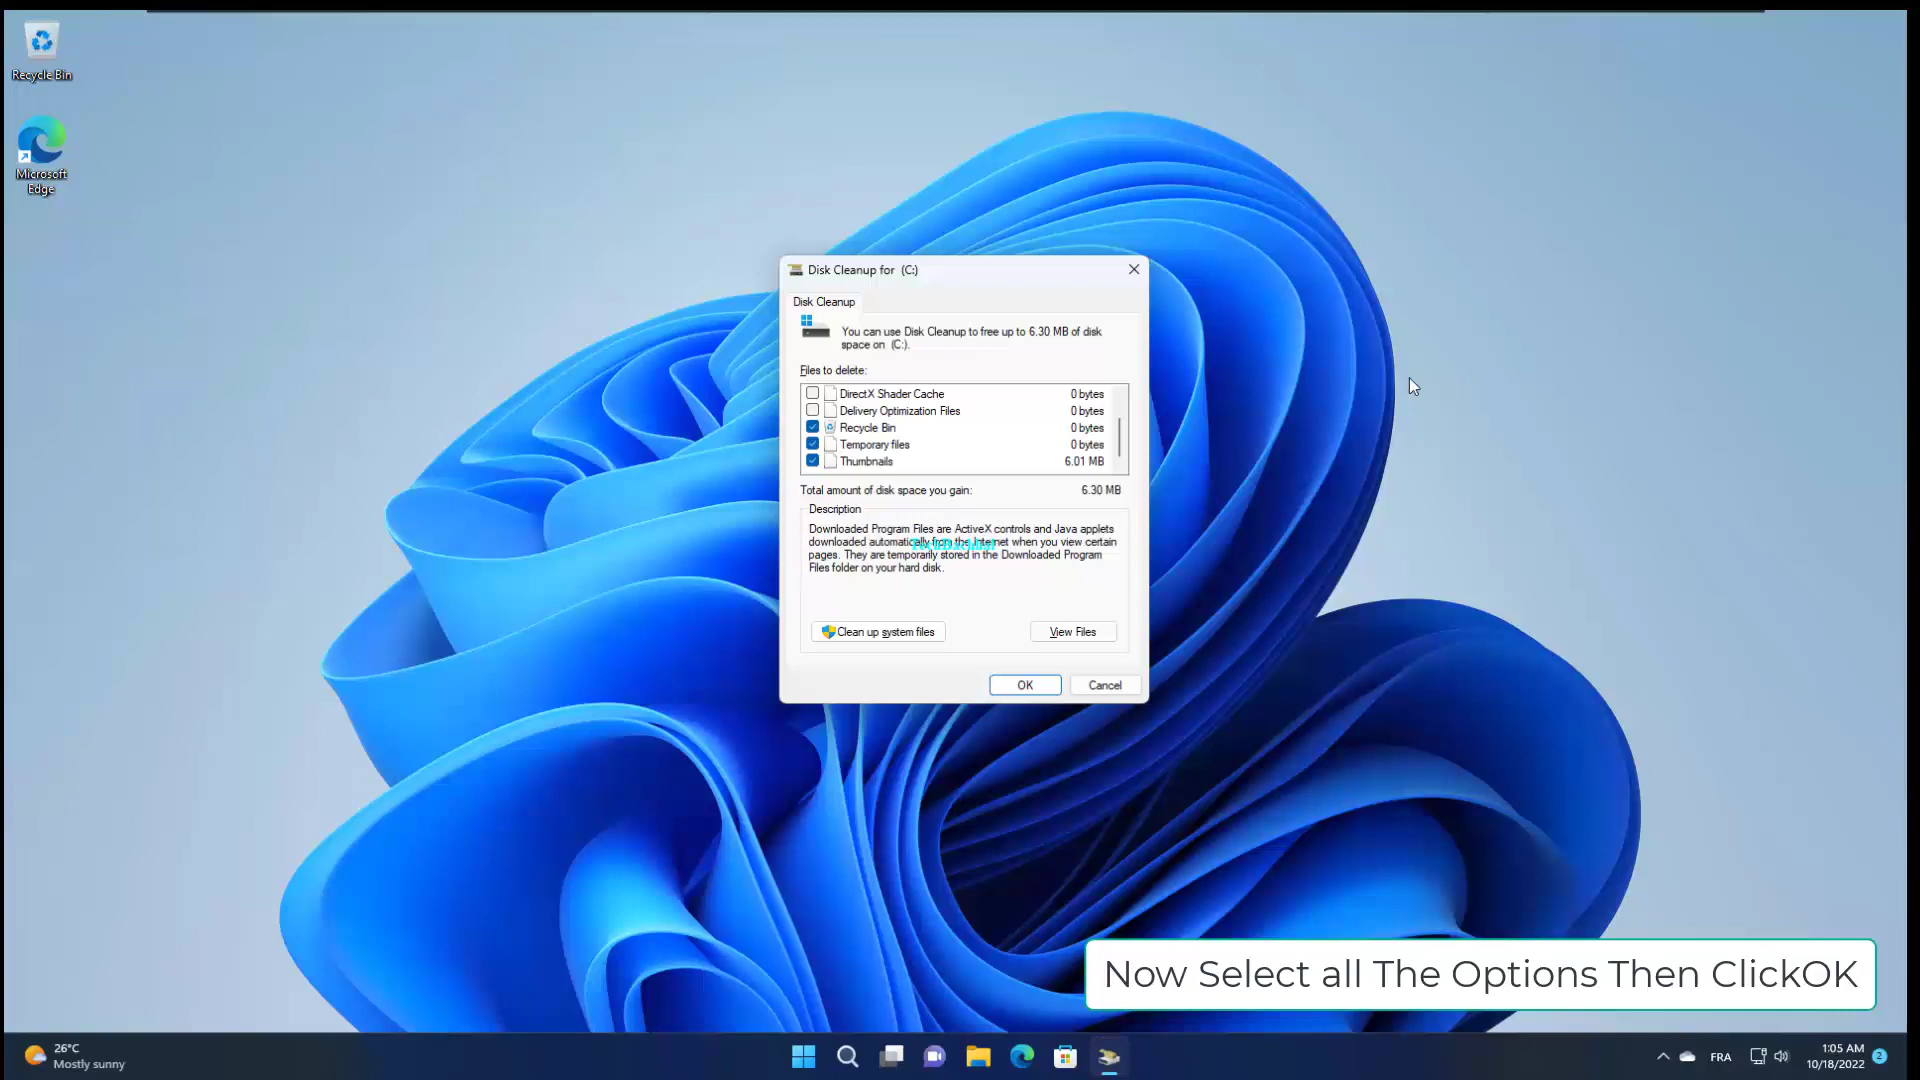 Recycle Bin
Microsoft
Edge
Disk Cleanup for (C:)
Disk Cleanup
You can use Disk Cleanup to free up to 6.30 MB of disk
space on (C:).
Files to delete:
DirectX Shader Cache 0 bytes
Delivery Optimization Files 0 bytes
Recycle Bin 0 bytes
Temporary files 0 bytes
Thumbnails 6.01 MB
Total amount of disk space you gain: 6.30 MB
Description
Downloaded Program Files are ActiveX controls and Java applets
downloaded automatically from the Internet when you view certain
pages. They are temporarily stored in the Downloaded Program
Files folder on your hard disk.
Clean up system files
View Files
OK
Cancel
Now Select all The Options Then ClickOK
26°C
Mostly sunny
FRA
1:05 AM
10/18/2022
2